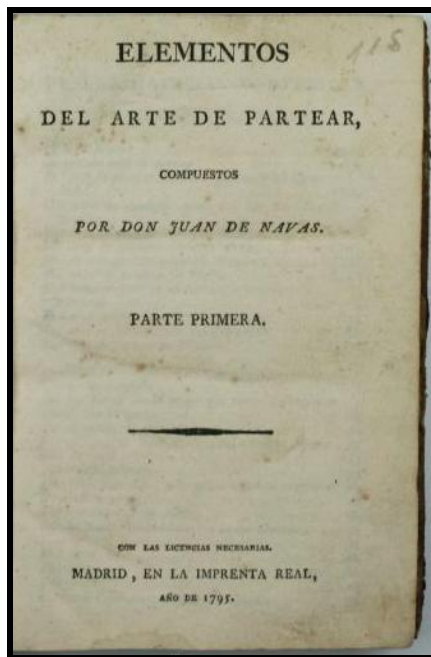 118
ELEMENTOS
DEL ARTE DE PARTEAR,
COMPUESTOS
POR DON JUAN DE NAVAS.
PARTE PRIMERA.
CON LAS LICENCIAS NECESARIAS.
MADRID, EN LA IMPRENTA REAL,
AÑO DE 1795.